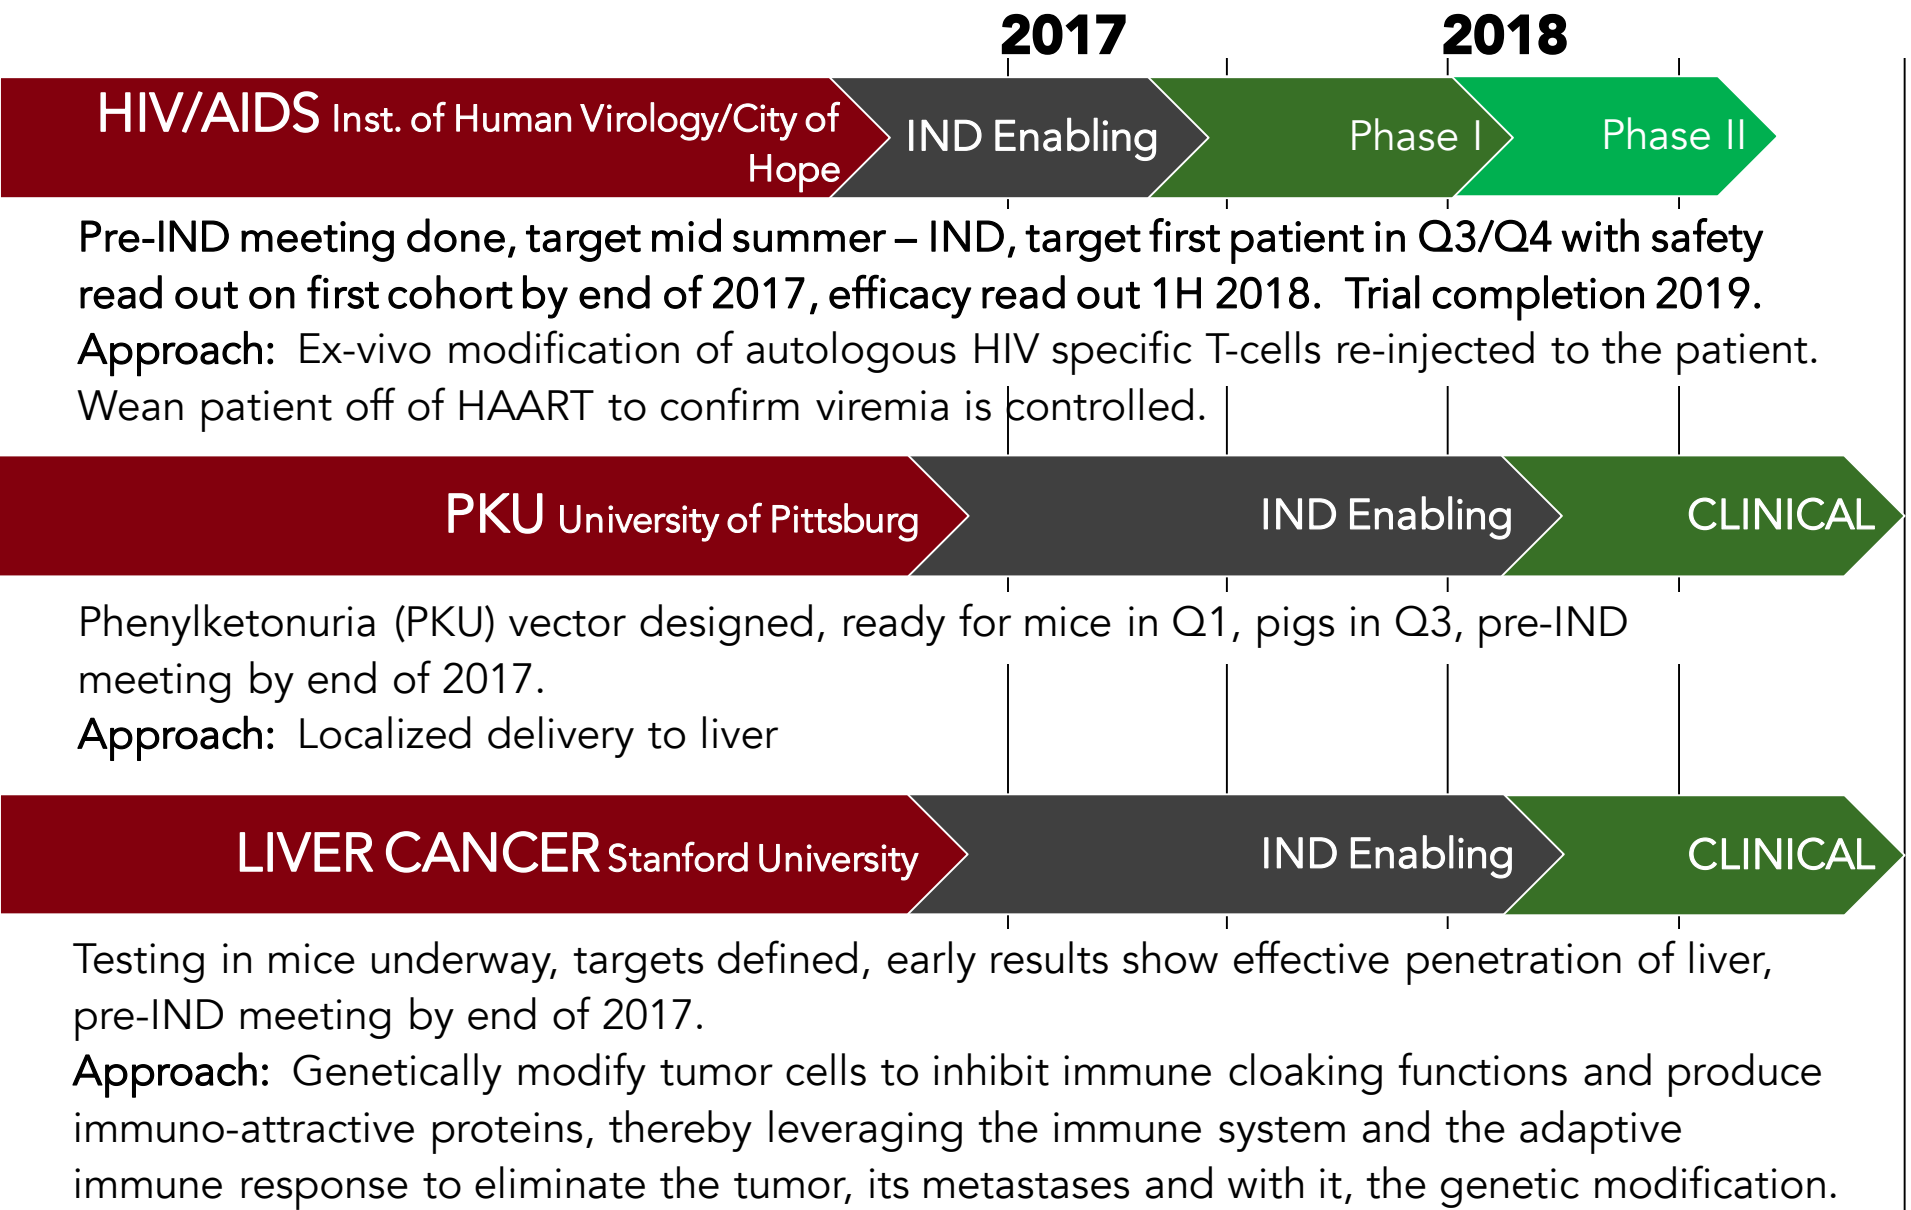 2017 2018
HIV/AIDS Inst. of Human Virology/City of
Hope
IND Enabling
Phase I
Phase II
Pre-IND meeting done, target mid summer – IND, target first patient in Q3/Q4 with safety
read out on first cohort by end of 2017, efficacy read out 1H 2018. Trial completion 2019.
Approach: Ex-vivo modification of autologous HIV specific T-cells re-injected to the patient.
Wean patient off of HAART to confirm viremia is controlled.
PKU University of Pittsburg
IND Enabling
CLINICAL
Phenylketonuria (PKU) vector designed, ready for mice in Q1, pigs in Q3, pre-IND
meeting by end of 2017.
Approach: Localized delivery to liver
LIVER CANCER Stanford University
IND Enabling
CLINICAL
Testing in mice underway, targets defined, early results show effective penetration of liver,
pre-IND meeting by end of 2017.
Approach: Genetically modify tumor cells to inhibit immune cloaking functions and produce
immuno-attractive proteins, thereby leveraging the immune system and the adaptive
immune response to eliminate the tumor, its metastases and with it, the genetic modification.